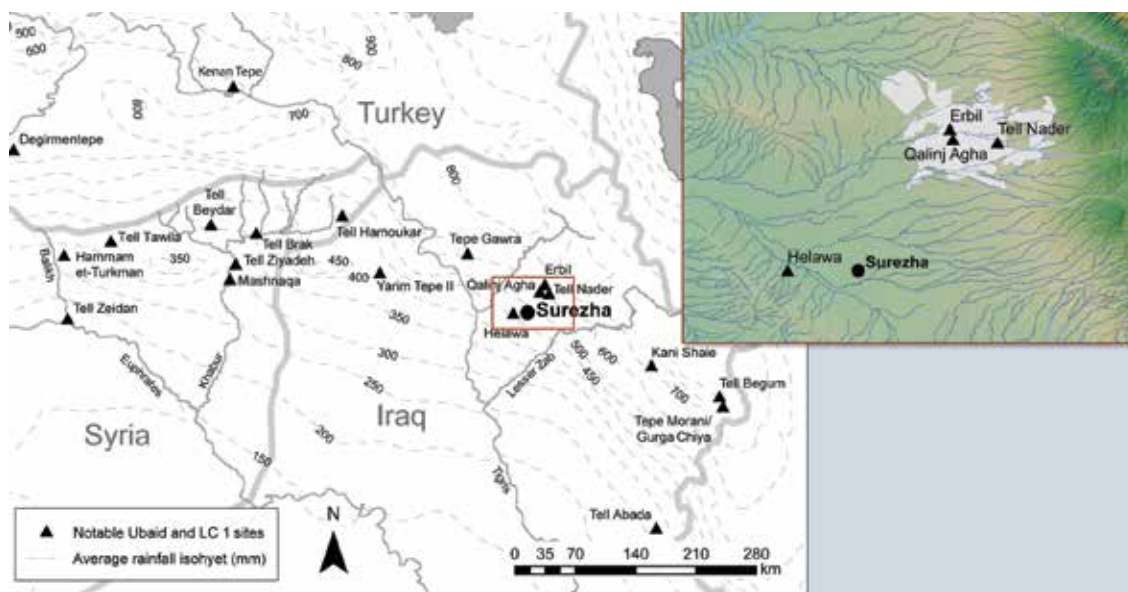 500
600
500
600
900
800
Kenan Tepe
800
700
Turkey
Degirmentepe
600
Tell
Beydar
Tell Tawila
Tell Brak
Tell Hamoukar
Tepe Gawra
Balikh
Hammam
et-Turkman
350
Tell Ziyadeh
450
Mashnaqa
400
Yarim Tepe II
Erbil
Qalinj Agha
Tell Nader
Surezha
Helawa
Tell Zeidan
350
Euphrates
Khabur
300
Lesser Zab
500
600
450
Kani Shaie
250
700
Tell Begum
Tepe Morani/
Gurga Chiya
Syria
Iraq
200
150
Tigris
Tell Abada
▲ Notable Ubaid and LC 1 sites
Average rainfall isohyet (mm)
N
0 35 70 140 210 280
km
Erbil
Tell Nader
Qalinj Agha
Helawa
Surezha